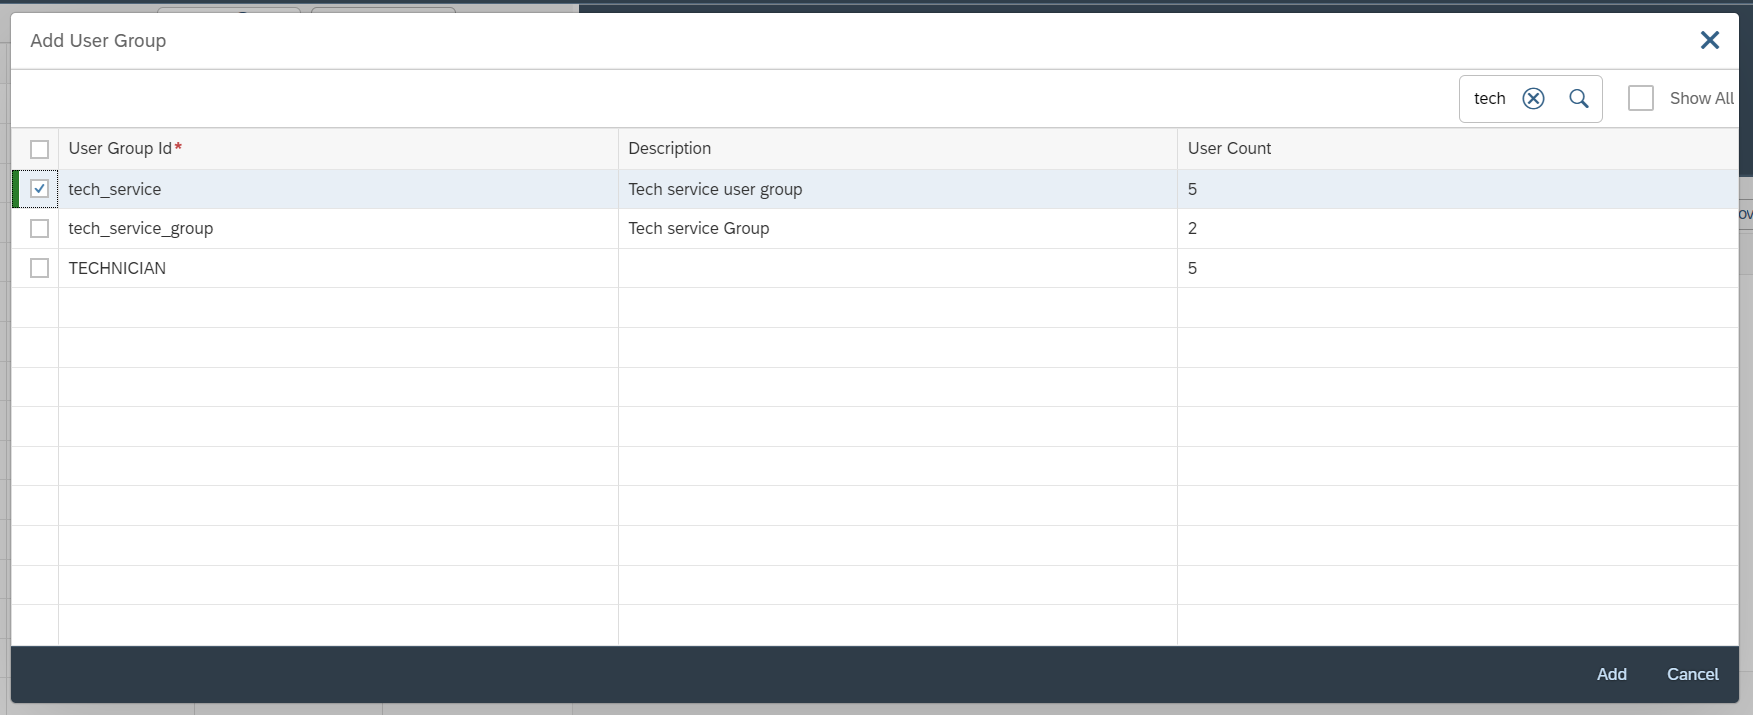 Add User Group
tech Show All
User Group Id* Description User Count
tech_service Tech service user group 5
tech_service_group Tech service Group 2
TECHNICIAN 5
Add Cancel